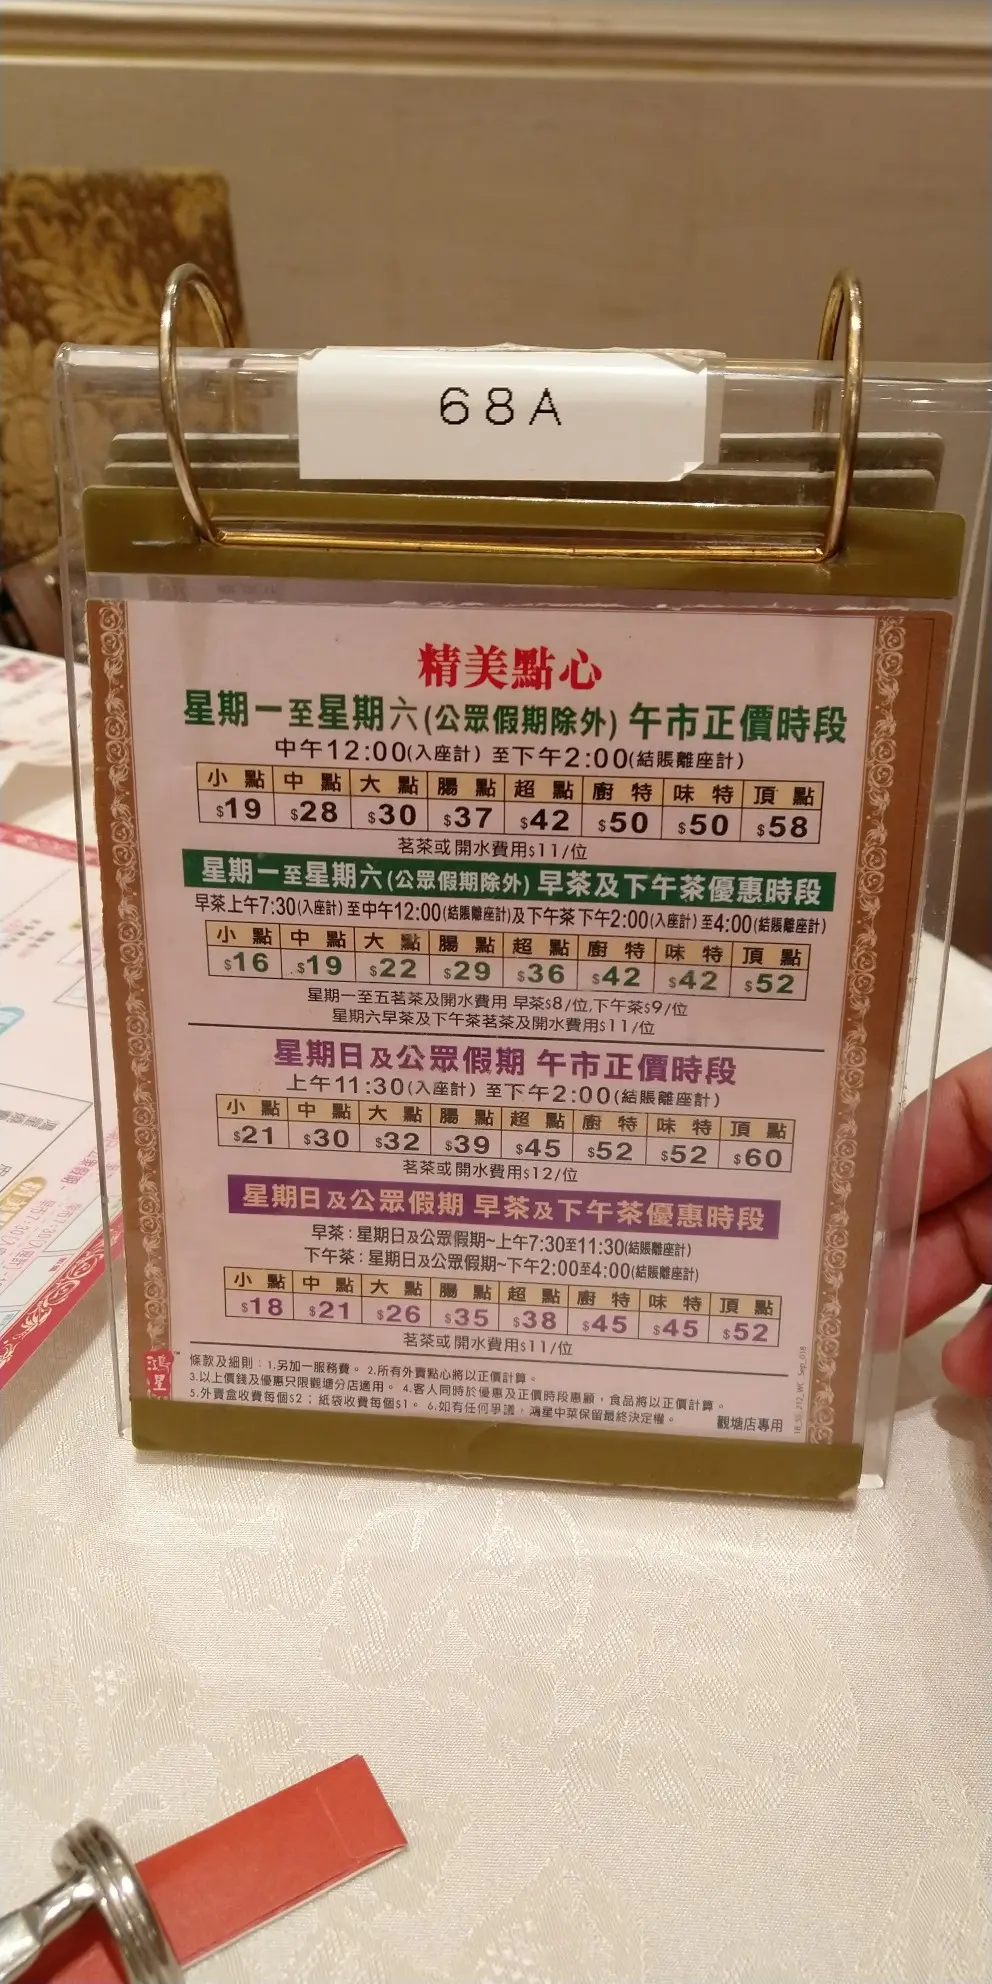 68A
精美點心
星期一至星期六(公眾假期除外) 午市正價時段
中午12:00(入座計) 至下午2:00(結賬離座計)
小點 中點 大點 腸點 超點 廚特 味特 頂點
$19 $28 $30 $37 $42 $50 $50 $58
茗茶或開水費用$11/位
星期一至星期六(公眾假期除外) 早茶及下午茶優惠時段
早茶上午7:30(入座計) 至中午12:00(結賬離座計)及下午茶下午2:00(入座計) 至4:00(結賬離座計)
小點 中點 大點 腸點 超點 廚特 味特 頂點
$16 $19 $22 $29 $36 $42 $42 $52
星期一至五茗茶及開水費用 早茶$8/位,下午茶$9/位
星期六早茶及下午茶茗茶及開水費用$11/位
星期日及公眾假期 午市正價時段
上午11:30(入座計) 至下午2:00(結賬離座計)
小點 中點 大點 腸點 超點 廚特 味特 頂點
$21 $30 $32 $39 $45 $52 $52 $60
茗茶或開水費用$12/位
星期日及公眾假期 早茶及下午茶優惠時段
早茶：星期日及公眾假期~上午7:30至11:30(結賬離座計)
下午茶：星期日及公眾假期~下午2:00至4:00(結賬離座計)
小點 中點 大點 腸點 超點 廚特 味特 頂點
$18 $21 $26 $35 $38 $45 $45 $52
茗茶或開水費用$11/位
鴻星
條款及細則：1.另加一服務費。 2.所有外賣點心將以正價計算。
3.以上價錢及優惠只限觀塘分店適用。 4.客人同時於優惠及正價時段惠顧，食品將以正價計算。
5.外賣盒收費每個$2；紙袋收費每個$1。 6.如有任何爭議，鴻星中菜保留最終決定權。
觀塘店專用